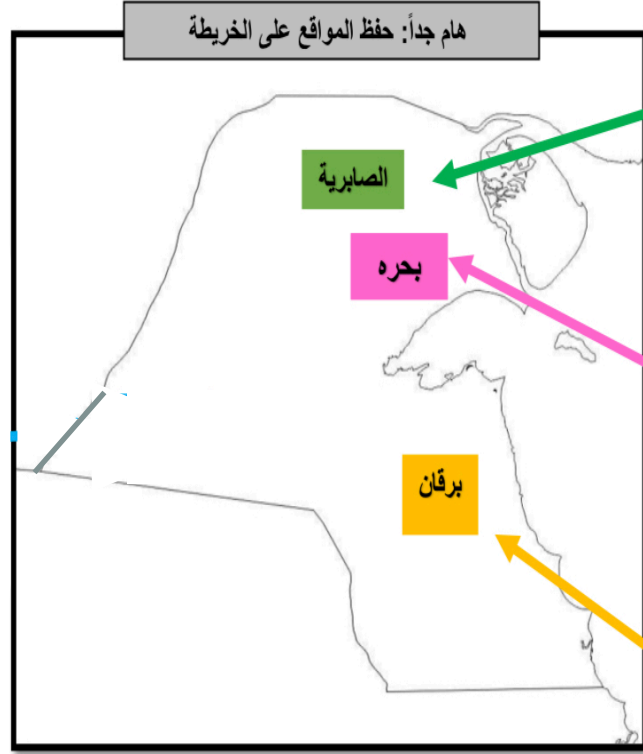 هام جداً: حفظ المواقع على الخريطة
الصابرية
بحره
برقان